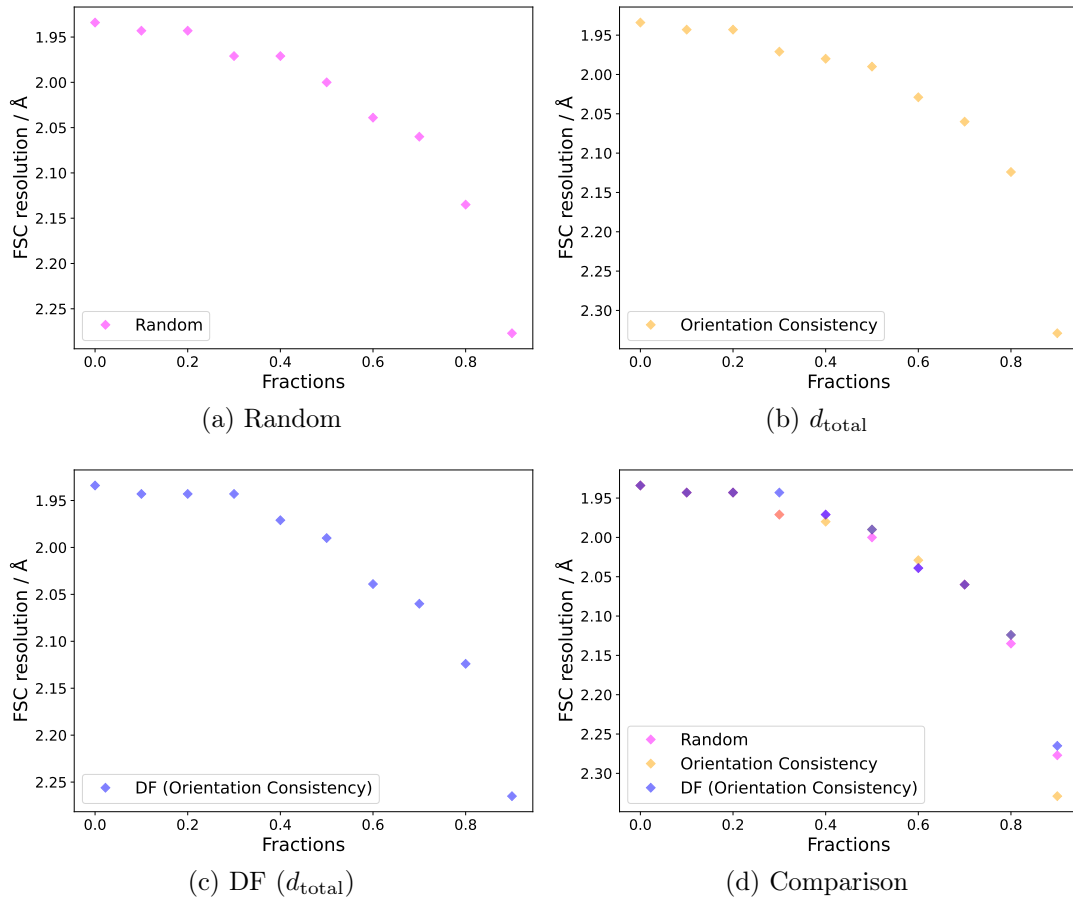 1.95
2.00
2.05
2.10
2.15
2.20
2.25
FSC resolution / Å
Random
0.0 0.2 0.4 0.6 0.8
Fractions
(a) Random
1.95
2.00
2.05
2.10
2.15
2.20
2.25
2.30
FSC resolution / Å
Orientation Consistency
0.0 0.2 0.4 0.6 0.8
Fractions
(b) d_total
1.95
2.00
2.05
2.10
2.15
2.20
2.25
FSC resolution / Å
DF (Orientation Consistency)
0.0 0.2 0.4 0.6 0.8
Fractions
(c) DF (d_total)
1.95
2.00
2.05
2.10
2.15
2.20
2.25
2.30
FSC resolution / Å
Random
Orientation Consistency
DF (Orientation Consistency)
0.0 0.2 0.4 0.6 0.8
Fractions
(d) Comparison